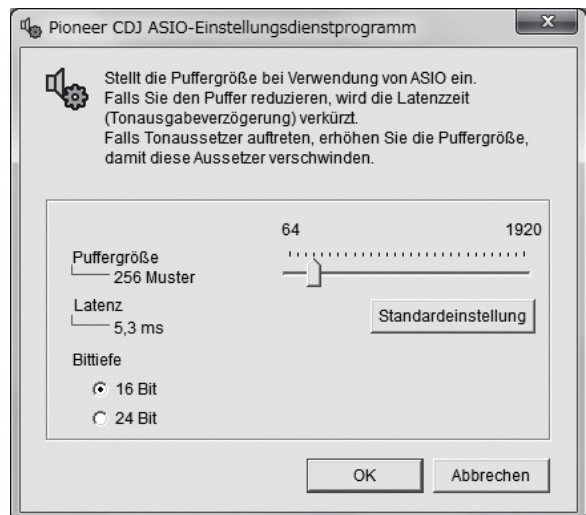 Pioneer CDJ ASIO-Einstellungsdienstprogramm
Stellt die Puffergröße bei Verwendung von ASIO ein.
Falls Sie den Puffer reduzieren, wird die Latenzzeit
(Tonausgabeverzögerung) verkürzt.
Falls Tonaussetzer auftreten, erhöhen Sie die Puffergröße,
damit diese Aussetzer verschwinden.
64 1920
Puffergröße
256 Muster
Latenz
5,3 ms
Standardeinstellung
Bittiefe
16 Bit
24 Bit
OK Abbrechen